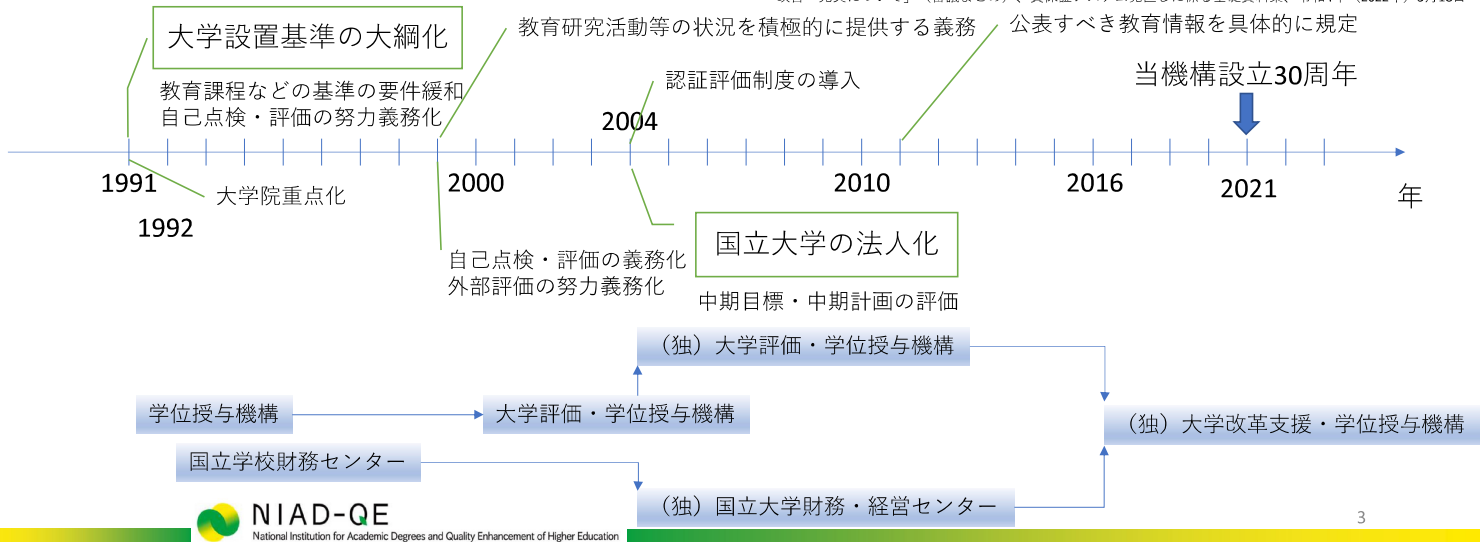 大学設置基準の大綱化
教育課程などの基準の要件緩和
自己点検・評価の努力義務化
教育研究活動等の状況を積極的に提供する義務
認証評価制度の導入
公表すべき教育情報を具体的に規定
当機構設立30周年
2004
1991
2000
2010
2016
2021
年
大学院重点化
1992
自己点検・評価の義務化
外部評価の努力義務化
国立大学の法人化
中期目標・中期計画の評価
（独）大学評価・学位授与機構
学位授与機構
大学評価・学位授与機構
（独）大学改革支援・学位授与機構
国立学校財務センター
（独）国立大学財務・経営センター
NIAD-QE
National Institution for Academic Degrees and Quality Enhancement of Higher Education
3